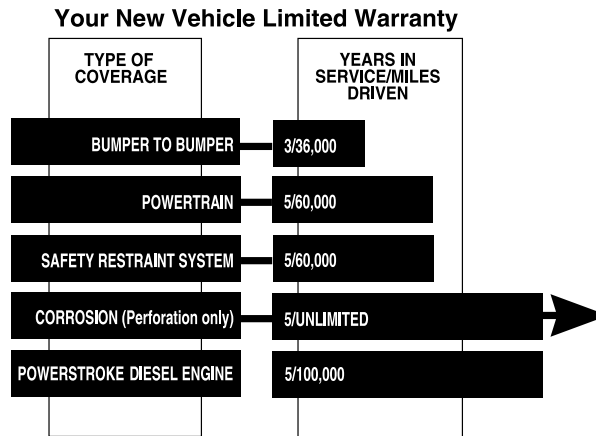 Your New Vehicle Limited Warranty
TYPE OF
COVERAGE
YEARS IN
SERVICE/MILES
DRIVEN
BUMPER TO BUMPER
3/36,000
POWERTRAIN
5/60,000
SAFETY RESTRAINT SYSTEM
5/60,000
CORROSION (Perforation only)
5/UNLIMITED
POWERSTROKE DIESEL ENGINE
5/100,000